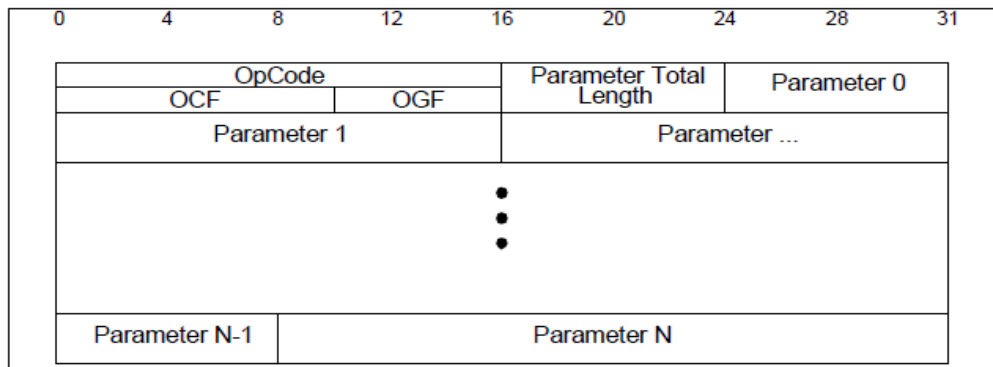 0 4 8 12 16 20 24 28 31
OpCode
Parameter Total
Length
Parameter 0
OCF
OGF
Parameter 1
Parameter ...
Parameter N-1
Parameter N